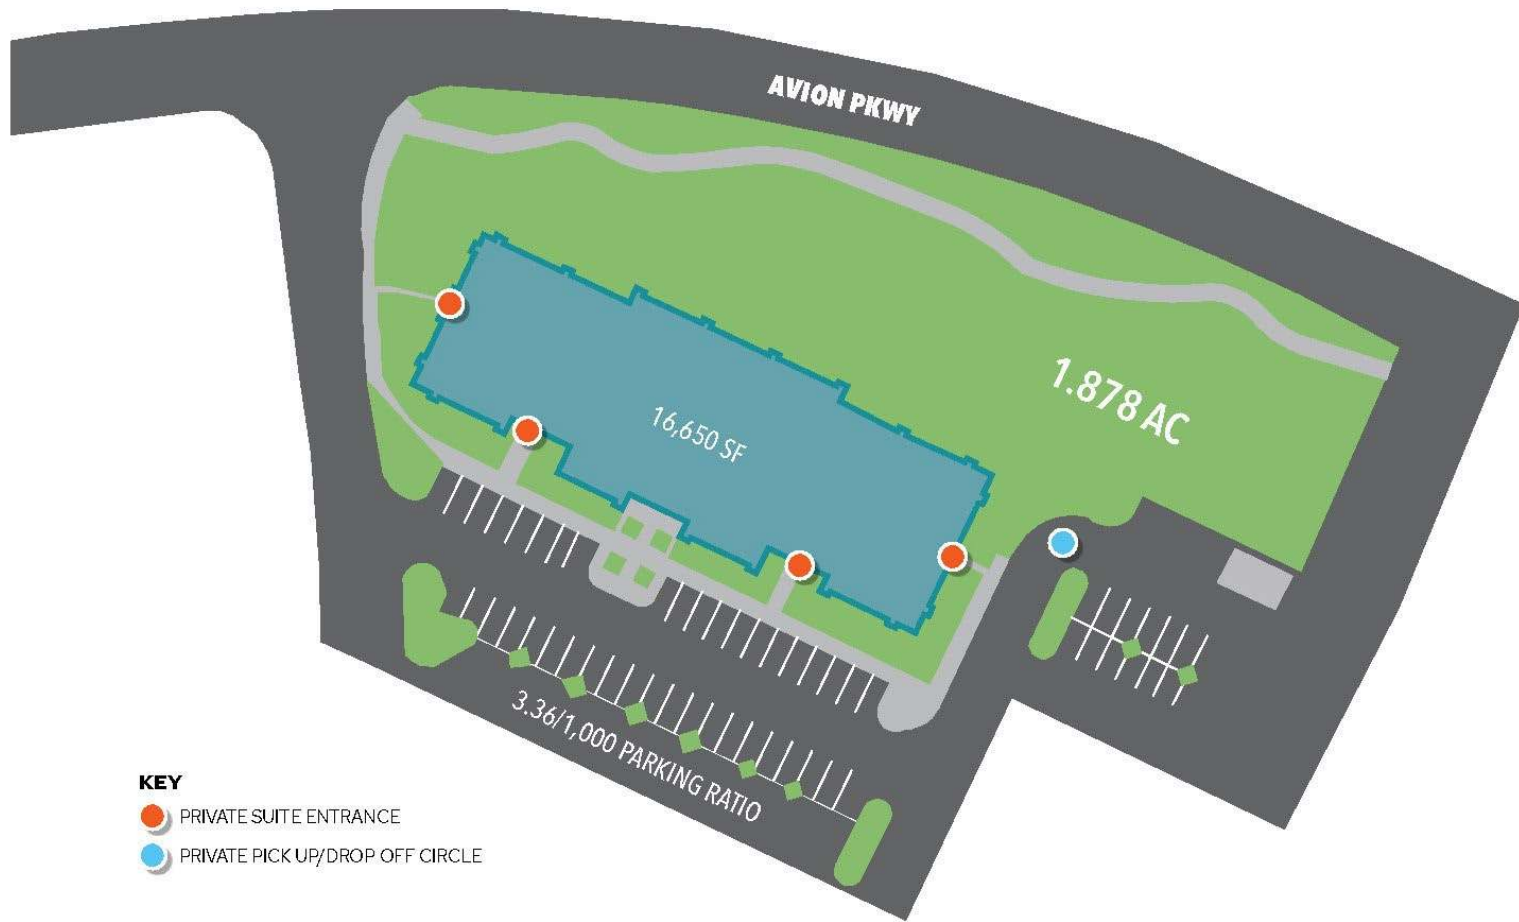 AVION PKWY
1.878 AC
16,650 SF
3.36/1,000 PARKING RATIO
KEY
PRIVATE SUITE ENTRANCE
PRIVATE PICK UP/DROP OFF CIRCLE